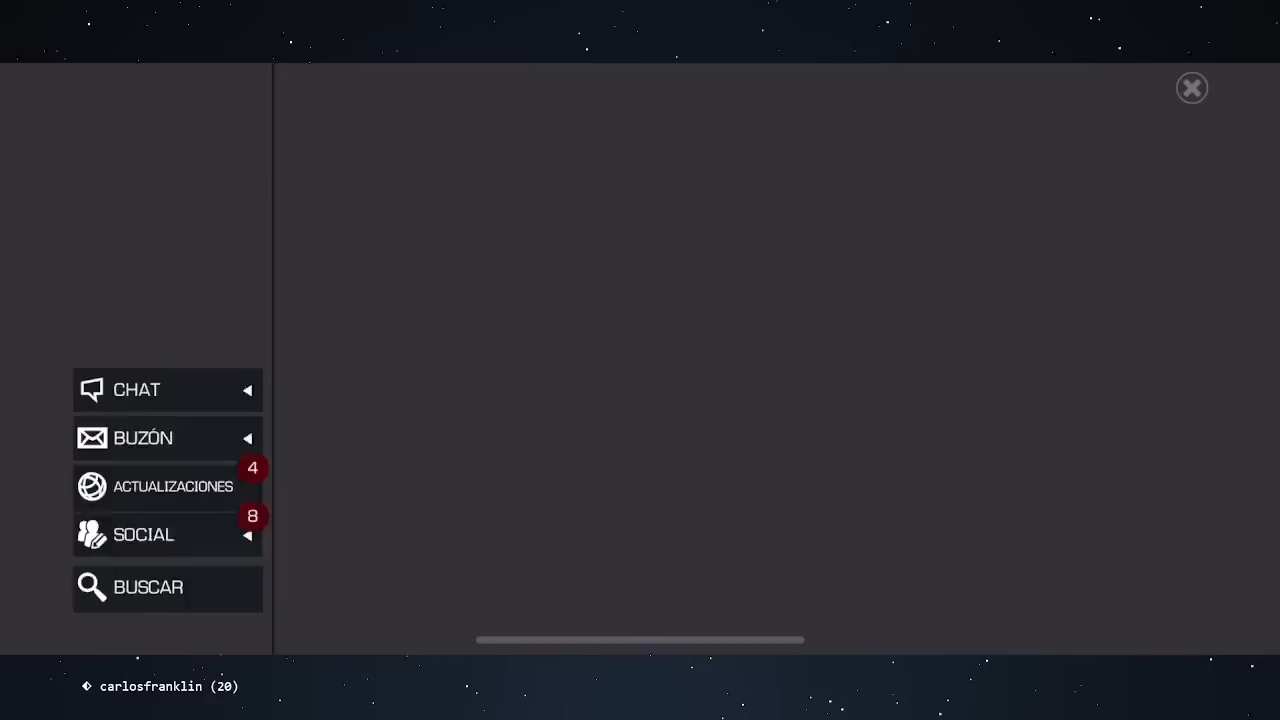 CHAT
BUZÓN
4
ACTUALIZACIONES
8
SOCIAL
BUSCAR
carlosfranklin (20)